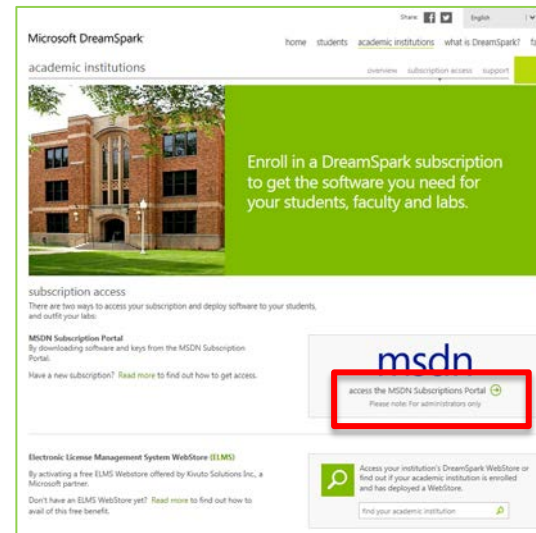 Share:
English
Microsoft DreamSpark
home students academic institutions what is DreamSpark?
academic institutions
overview subscription access support
Enroll in a DreamSpark subscription
to get the software you need for
your students, faculty and labs.
subscription access
There are two ways to access your subscription and deploy software to your students,
and outfit your labs:
MSDN Subscription Portal
By downloading software and keys from the MSDN Subscription
Portal.
Have a new subscription? Read more to find out how to get access.
msdn
access the MSDN Subscriptions Portal
Please note: For administrators only
Electronic License Management System WebStore (ELMS)
By activating a free ELMS Webstore offered by Kivuto Solutions Inc., a
Microsoft partner.
Don't have an ELMS WebStore yet? Read more to find out how to
avail of this free benefit.
Access your institution's DreamSpark WebStore or
find out if your academic institution is enrolled
and has deployed a WebStore.
find your academic institution